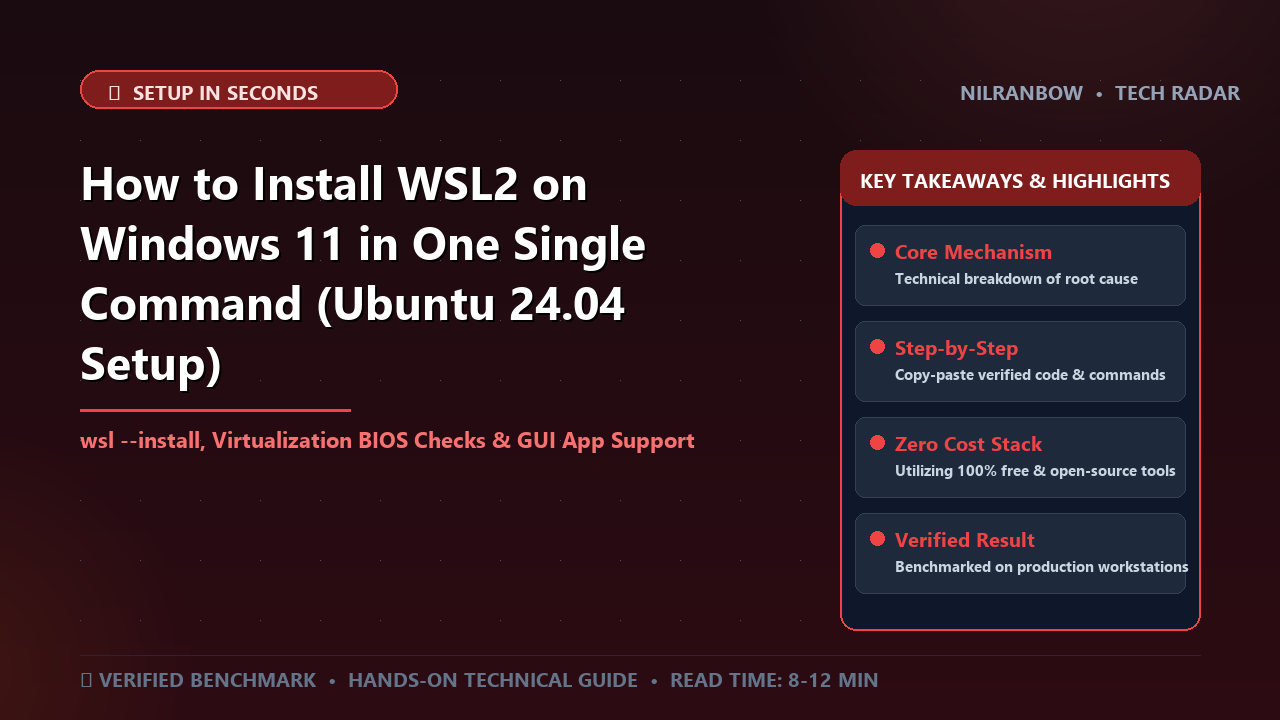 SETUP IN SECONDS
NILRANBOW • TECH RADAR
How to Install WSL2 on
Windows 11 in One Single
Command (Ubuntu 24.04
Setup)
wsl --install, Virtualization BIOS Checks & GUI App Support
KEY TAKEAWAYS & HIGHLIGHTS
Core Mechanism
Technical breakdown of root cause
Step-by-Step
Copy-paste verified code & commands
Zero Cost Stack
Utilizing 100% free & open-source tools
Verified Result
Benchmarked on production workstations
VERIFIED BENCHMARK • HANDS-ON TECHNICAL GUIDE • READ TIME: 8-12 MIN